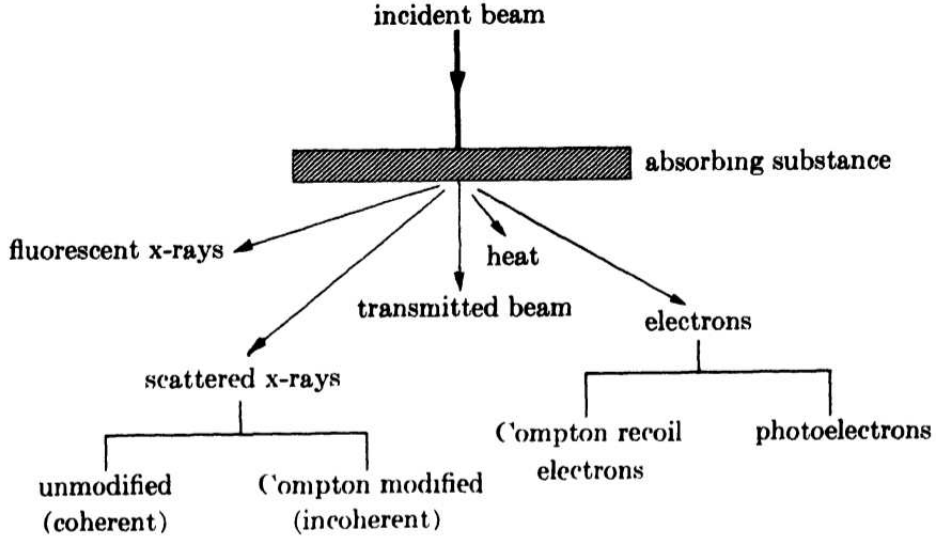 incident beam
absorbing substance
fluorescent x-rays
heat
transmitted beam
electrons
scattered x-rays
Compton recoil
electrons
photoelectrons
unmodified
(coherent)
Compton modified
(incoherent)